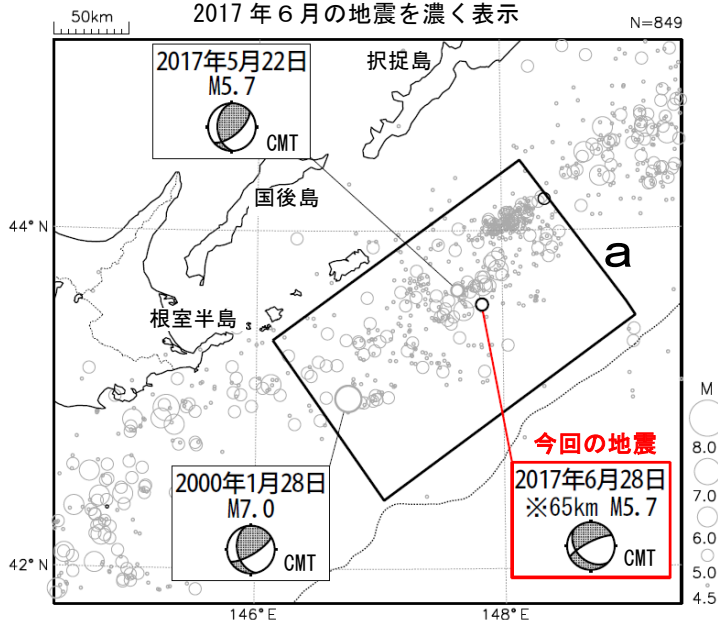 50km
2017年6月の地震を濃く表示
N=849
2017年5月22日
M5.7
CMT
択捉島
国後島
44°N
a
根室半島
M
今回の地震
8.0
2000年1月28日
M7.0
CMT
2017年6月28日
※65km M5.7
CMT
7.0
6.0
42°N
5.0
4.5
146°E
148°E